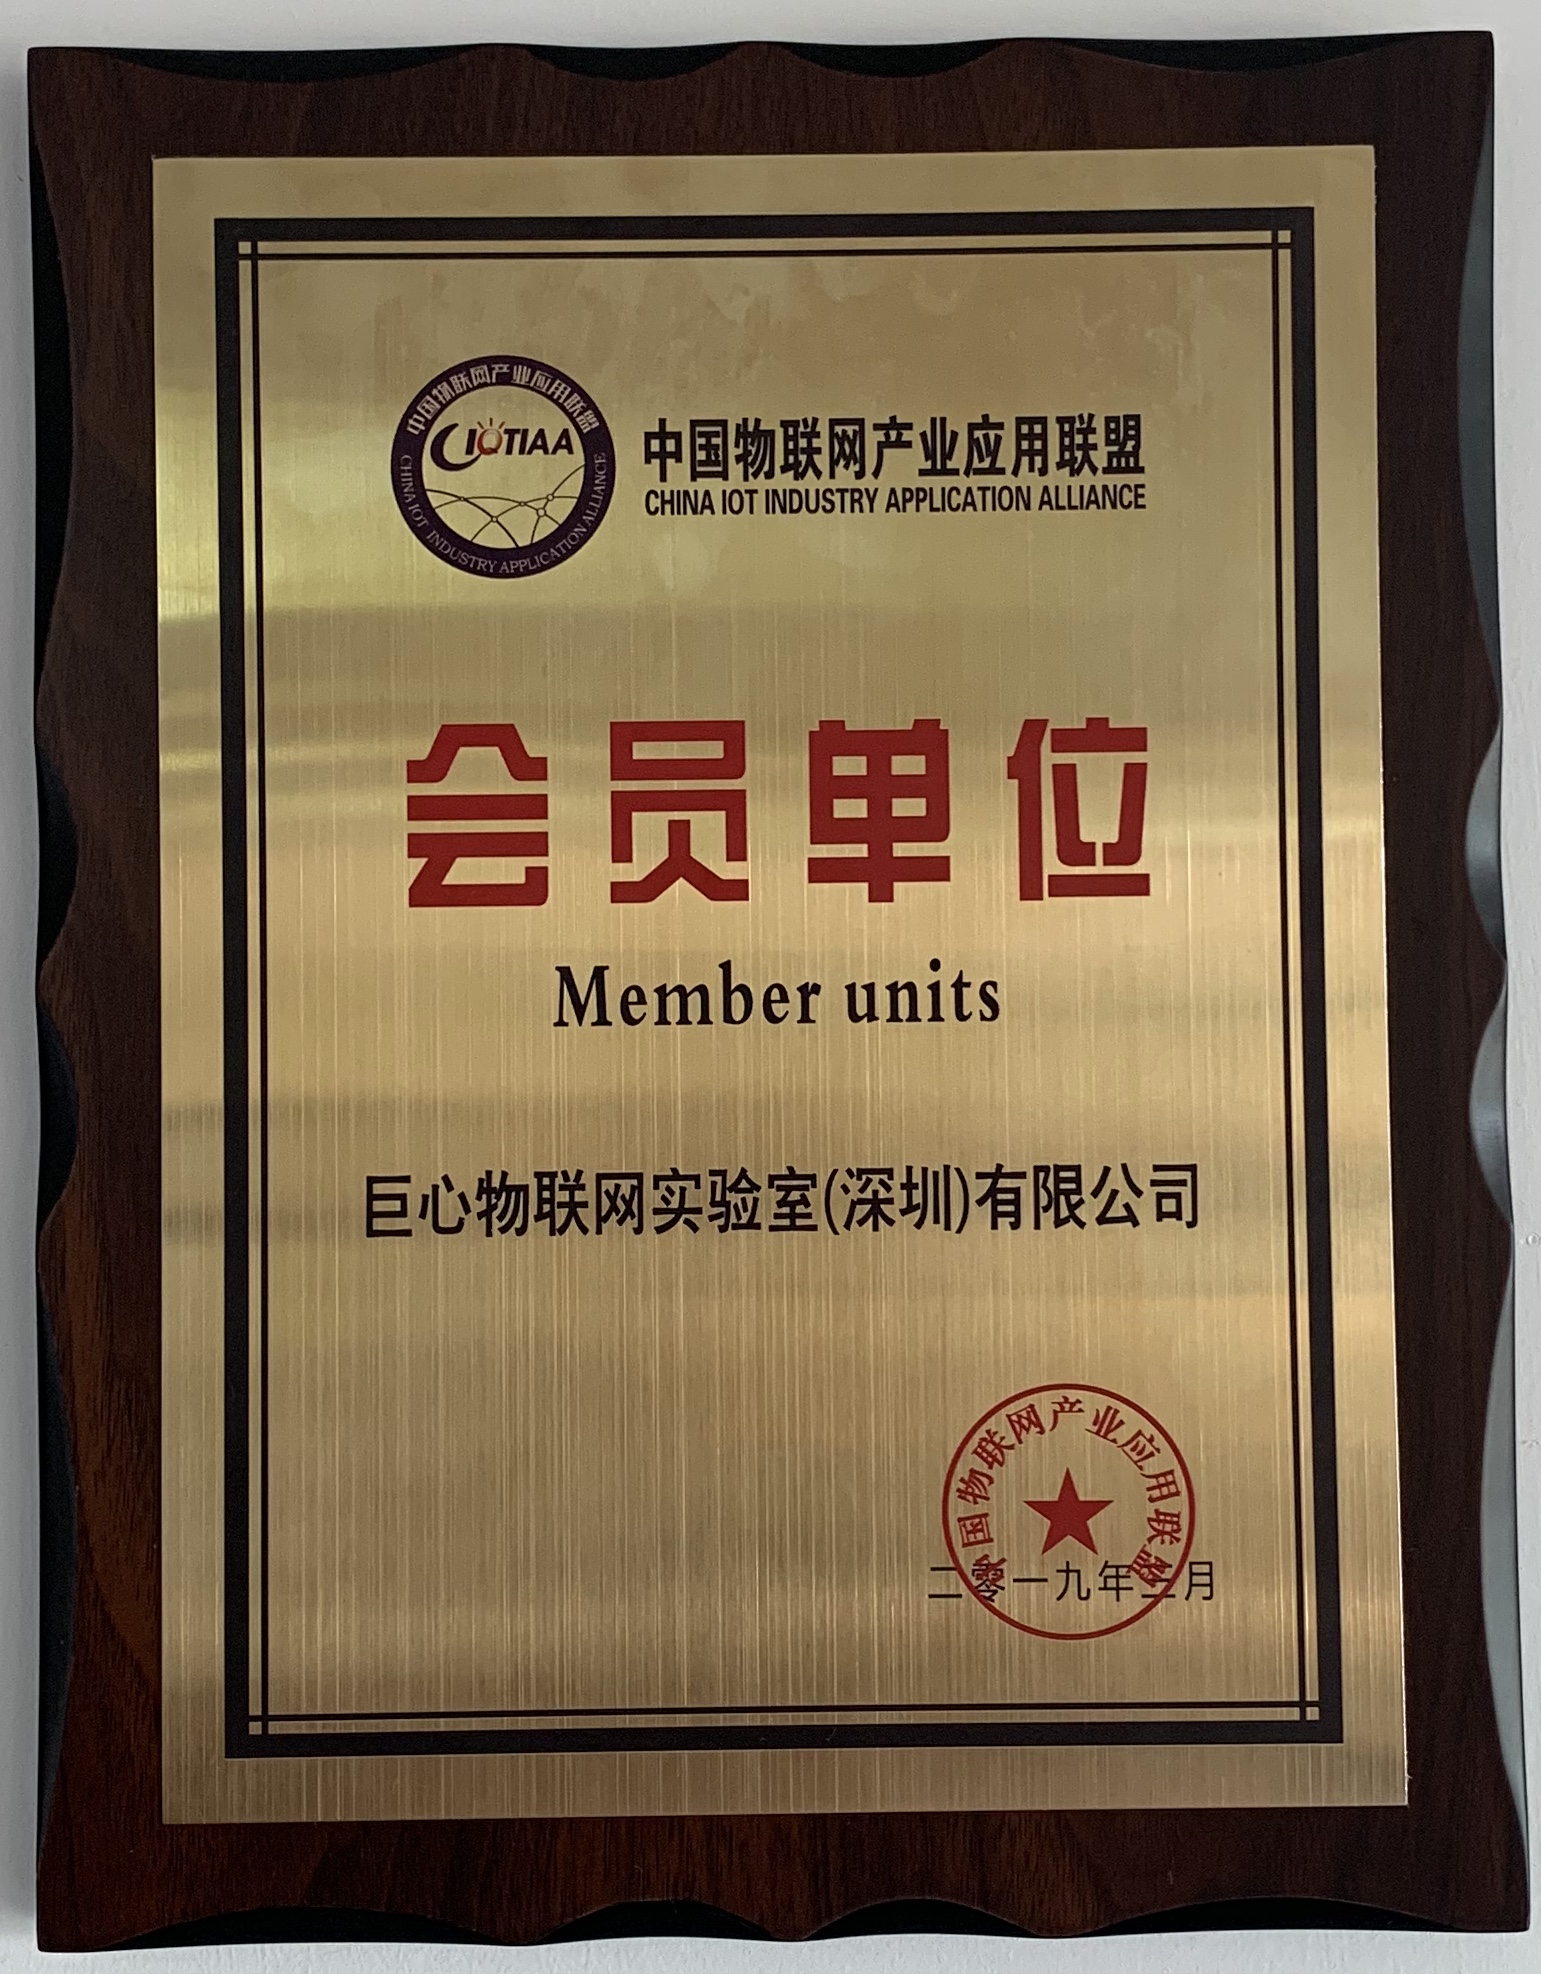 中国物联网产业应用联盟
CIOTIAA
CHINA IOT INDUSTRY APPLICATION ALLIANCE
中国物联网产业应用联盟
CHINA IOT INDUSTRY APPLICATION ALLIANCE
会员单位
Member units
巨心物联网实验室(深圳)有限公司
中国物联网产业应用联盟
二零一九年三月